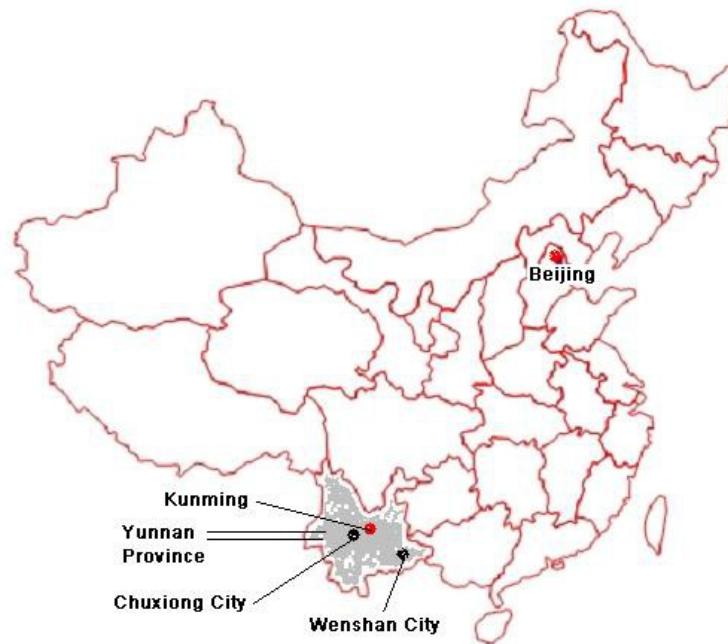 Beijing
Kunming
Yunnan
Province
Chuxiong City
Wenshan City